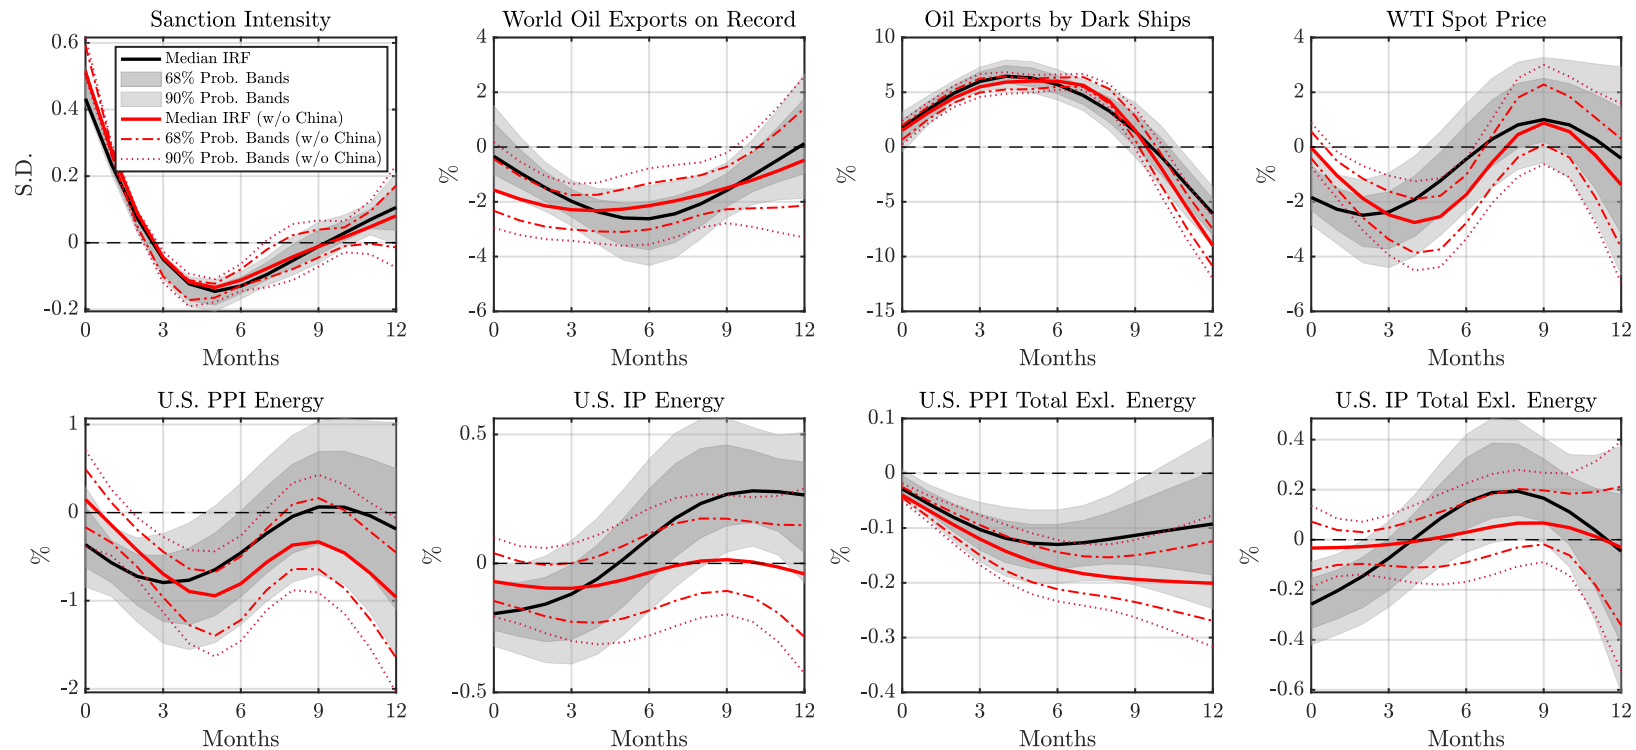 Sanction Intensity
0.6
0.4
0.2
0
-0.2
S.D.
0 3 6 9 12
Months
Median IRF
68% Prob. Bands
90% Prob. Bands
Median IRF (w/o China)
68% Prob. Bands (w/o China)
90% Prob. Bands (w/o China)
World Oil Exports on Record
4
2
0
-2
-4
-6
%
0 3 6 9 12
Months
Oil Exports by Dark Ships
10
5
0
-5
-10
-15
%
0 3 6 9 12
Months
WTI Spot Price
4
2
0
-2
-4
-6
%
0 3 6 9 12
Months
U.S. PPI Energy
1
0
-1
-2
%
0 3 6 9 12
Months
U.S. IP Energy
0.5
0
-0.5
%
0 3 6 9 12
Months
U.S. PPI Total Exl. Energy
0.1
0
-0.1
-0.2
-0.3
-0.4
%
0 3 6 9 12
Months
U.S. IP Total Exl. Energy
0.4
0.2
0
-0.2
-0.4
-0.6
%
0 3 6 9 12
Months